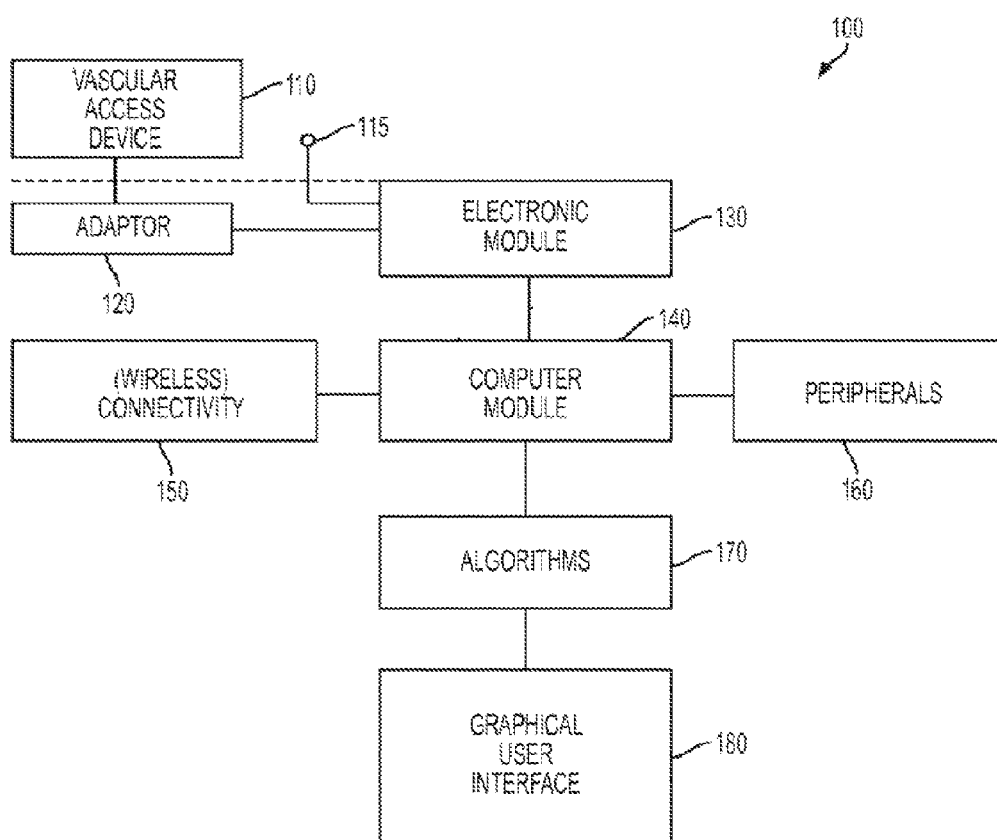 100
VASCULAR
ACCESS
DEVICE
110
115
ADAPTOR
120
ELECTRONIC
MODULE
130
140
(WIRELESS)
CONNECTIVITY
150
COMPUTER
MODULE
PERIPHERALS
160
ALGORITHMS
170
GRAPHICAL
USER
INTERFACE
180